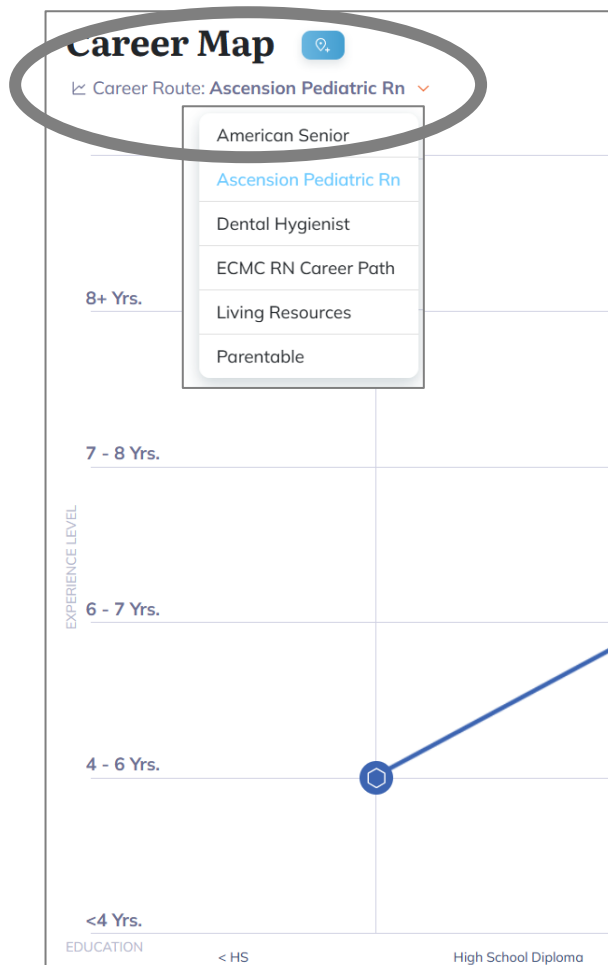 Career Map
Career Route: Ascension Pediatric Rn
American Senior
Ascension Pediatric Rn
Dental Hygienist
ECMC RN Career Path
Living Resources
Parentable
8+ Yrs.
7 - 8 Yrs.
EXPERIENCE LEVEL
6 - 7 Yrs.
4 - 6 Yrs.
<4 Yrs.
EDUCATION
< HS
High School Diploma